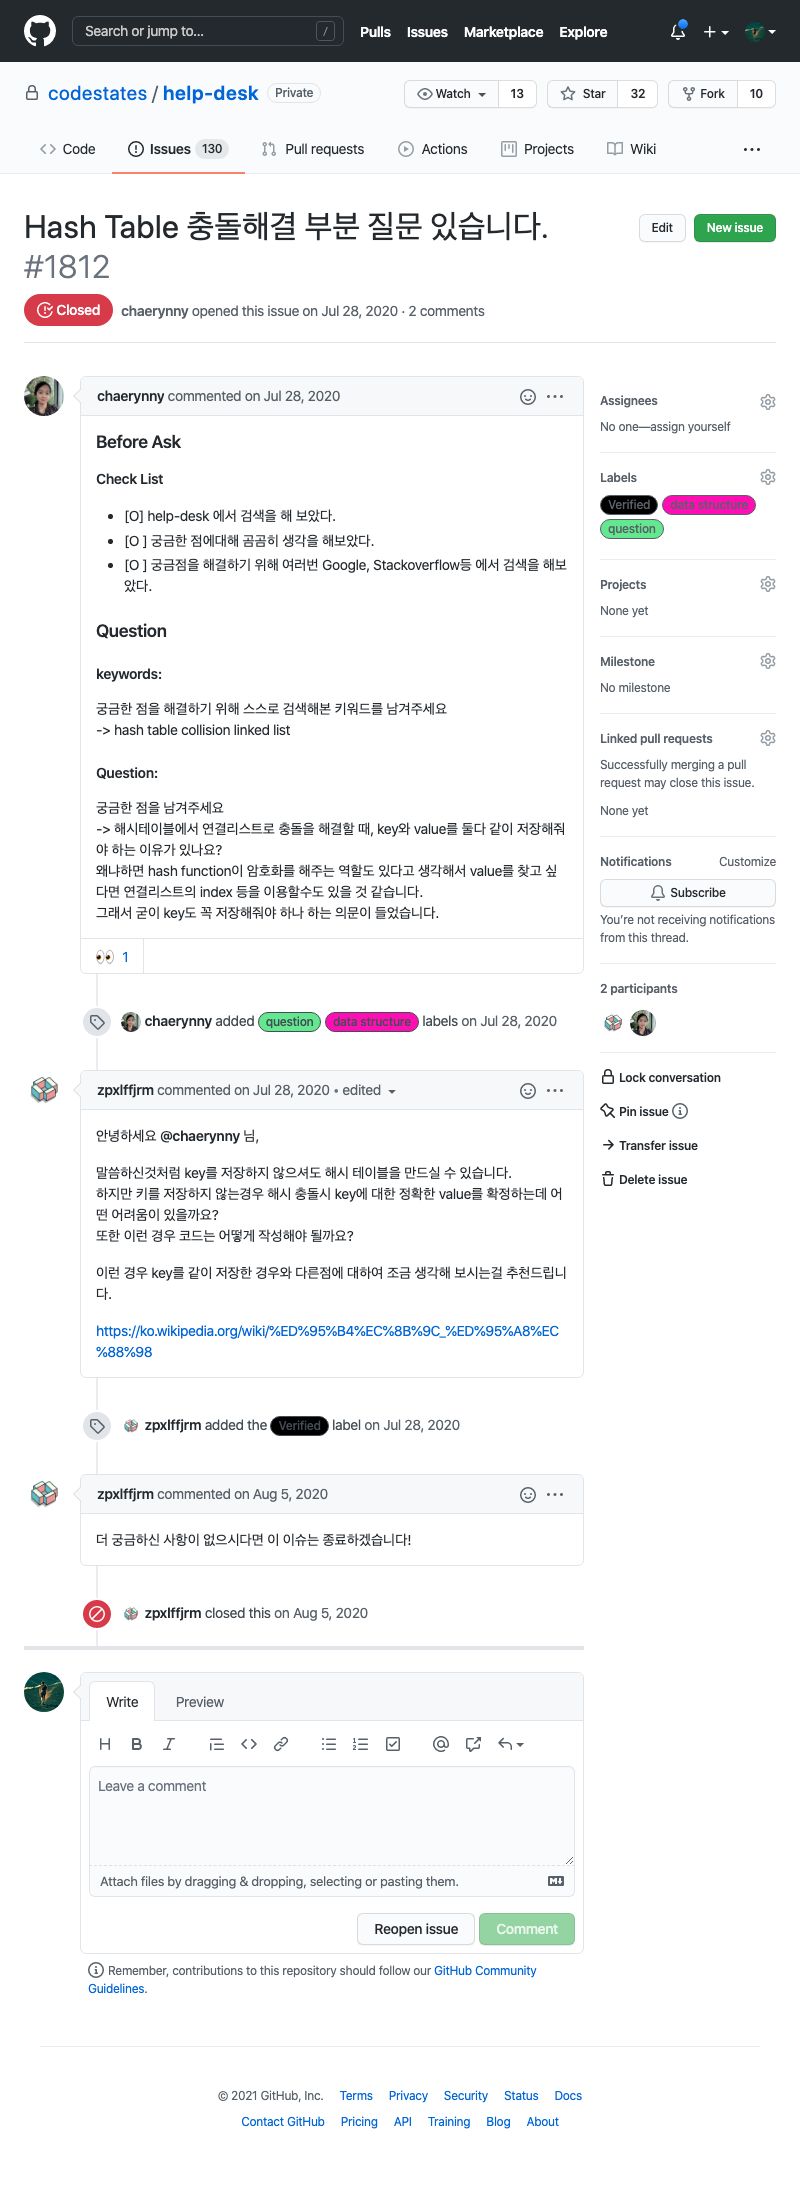 Search or jump to... /
Pulls Issues Marketplace Explore
codestates / help-desk Private
Watch 13 Star 32 Fork 10
Code Issues 130 Pull requests Actions Projects Wiki
Hash Table 충돌해결 부분 질문 있습니다.
#1812
Edit New issue
Closed chaerynny opened this issue on Jul 28, 2020 · 2 comments
chaerynny commented on Jul 28, 2020
Before Ask
Check List
• [O] help-desk 에서 검색을 해 보았다.
• [O ] 궁금한 점에대해 곰곰히 생각을 해보았다.
• [O ] 궁금점을 해결하기 위해 여러번 Google, Stackoverflow등 에서 검색을 해보
았다.
Question
keywords:
궁금한 점을 해결하기 위해 스스로 검색해본 키워드를 남겨주세요
-> hash table collision linked list
Question:
궁금한 점을 남겨주세요
-> 해시테이블에서 연결리스트로 충돌을 해결할 때, key와 value를 둘다 같이 저장해줘
야 하는 이유가 있나요?
왜냐하면 hash function이 암호화를 해주는 역할도 있다고 생각해서 value를 찾고 싶
다면 연결리스트의 index 등을 이용할수도 있을 것 같습니다.
그래서 굳이 key도 꼭 저장해줘야 하나 하는 의문이 들었습니다.
👀 1
chaerynny added question data structure labels on Jul 28, 2020
zpxlffjrm commented on Jul 28, 2020 • edited
안녕하세요 @chaerynny 님,
말씀하신것처럼 key를 저장하지 않으셔도 해시 테이블을 만드실 수 있습니다.
하지만 키를 저장하지 않는경우 해시 충돌시 key에 대한 정확한 value를 확정하는데 어
떤 어려움이 있을까요?
또한 이런 경우 코드는 어떻게 작성해야 될까요?
이런 경우 key를 같이 저장한 경우와 다른점에 대하여 조금 생각해 보시는걸 추천드립니
다.
https://ko.wikipedia.org/wiki/%ED%95%B4%EC%8B%9C_%ED%95%A8%EC
%88%98
zpxlffjrm added the Verified label on Jul 28, 2020
zpxlffjrm commented on Aug 5, 2020
더 궁금하신 사항이 없으시다면 이 이슈는 종료하겠습니다!
zpxlffjrm closed this on Aug 5, 2020
Write Preview
H B I
Leave a comment
Attach files by dragging & dropping, selecting or pasting them.
Reopen issue Comment
Remember, contributions to this repository should follow our GitHub Community
Guidelines.
Assignees
No one—assign yourself
Labels
Verified data structure
question
Projects
None yet
Milestone
No milestone
Linked pull requests
Successfully merging a pull
request may close this issue.
None yet
Notifications Customize
Subscribe
You're not receiving notifications
from this thread.
2 participants
Lock conversation
Pin issue
Transfer issue
Delete issue
© 2021 GitHub, Inc. Terms Privacy Security Status Docs
Contact GitHub Pricing API Training Blog About